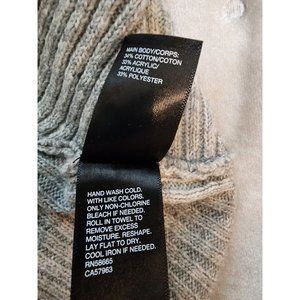 MAIN BODY/CORPS:
34% COTTON/COTON
33% ACRYLIC/
ACRYLIQUE
33% POLYESTER
HAND WASH COLD.
WITH LIKE COLORS.
ONLY NON-CHLORINE
BLEACH IF NEEDED.
ROLL IN TOWEL TO
REMOVE EXCESS
MOISTURE. RESHAPE.
LAY FLAT TO DRY.
COOL IRON IF NEEDED.
RN58665
CA57963